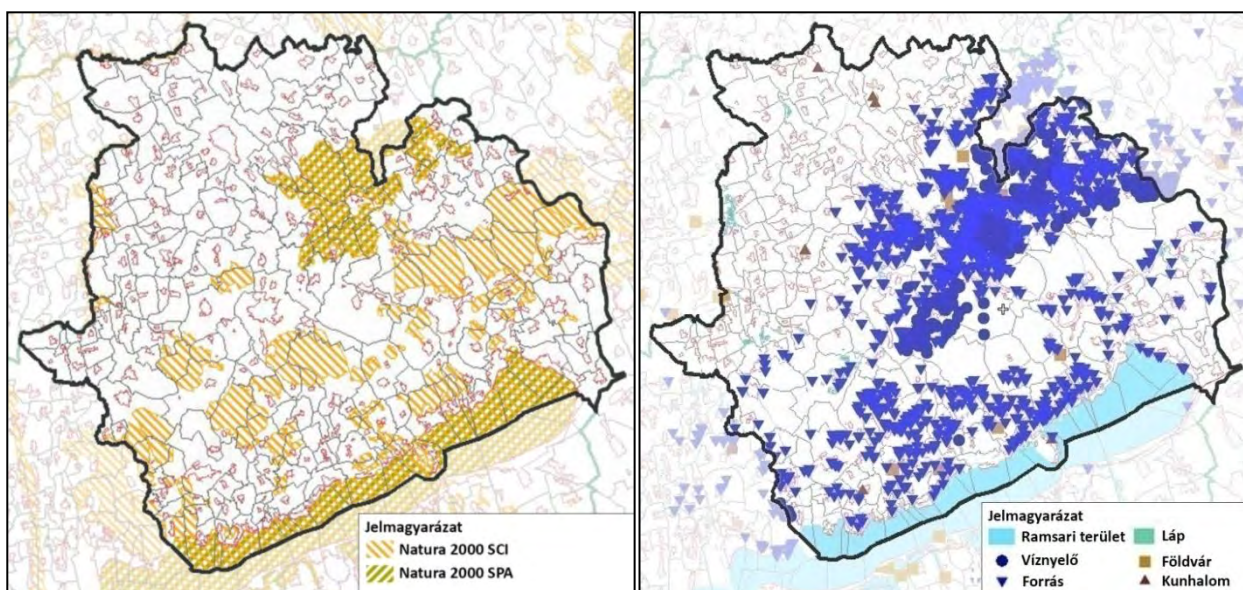 Jelmagyarázat
Natura 2000 SCI
Natura 2000 SPA
Jelmagyarázat
Ramsari terület
Láp
Víznyelő
Földvár
Forrás
Kunhalom